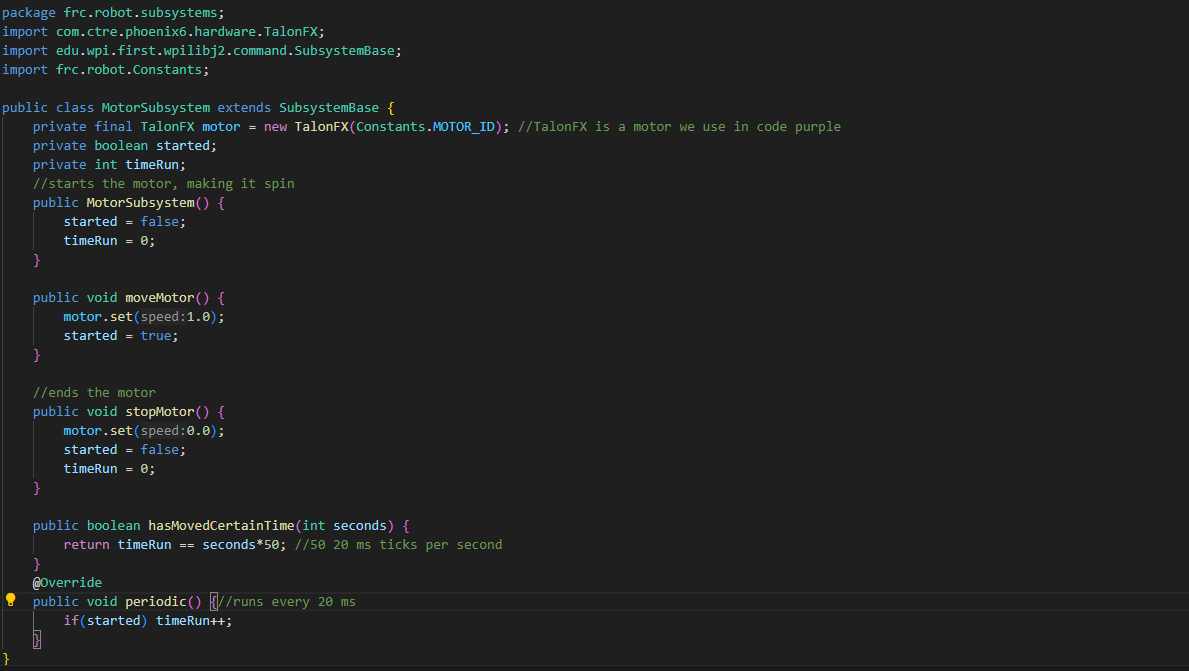 package frc.robot.subsystems;
import com.ctre.phoenix6.hardware.TalonFX;
import edu.wpi.first.wpilibj2.command.SubsystemBase;
import frc.robot.Constants;

public class MotorSubsystem extends SubsystemBase {
    private final TalonFX motor = new TalonFX(Constants.MOTOR_ID); //TalonFX is a motor we use in code purple
    private boolean started;
    private int timeRun;
    //starts the motor, making it spin
    public MotorSubsystem() {
        started = false;
        timeRun = 0;
    }

    public void moveMotor() {
        motor.set(speed:1.0);
        started = true;
    }

    //ends the motor
    public void stopMotor() {
        motor.set(speed:0.0);
        started = false;
        timeRun = 0;
    }

    public boolean hasMovedCertainTime(int seconds) {
        return timeRun == seconds*50; //50 20 ms ticks per second
    }
    @Override
    public void periodic() {//runs every 20 ms
        if(started) timeRun++;
    }
}